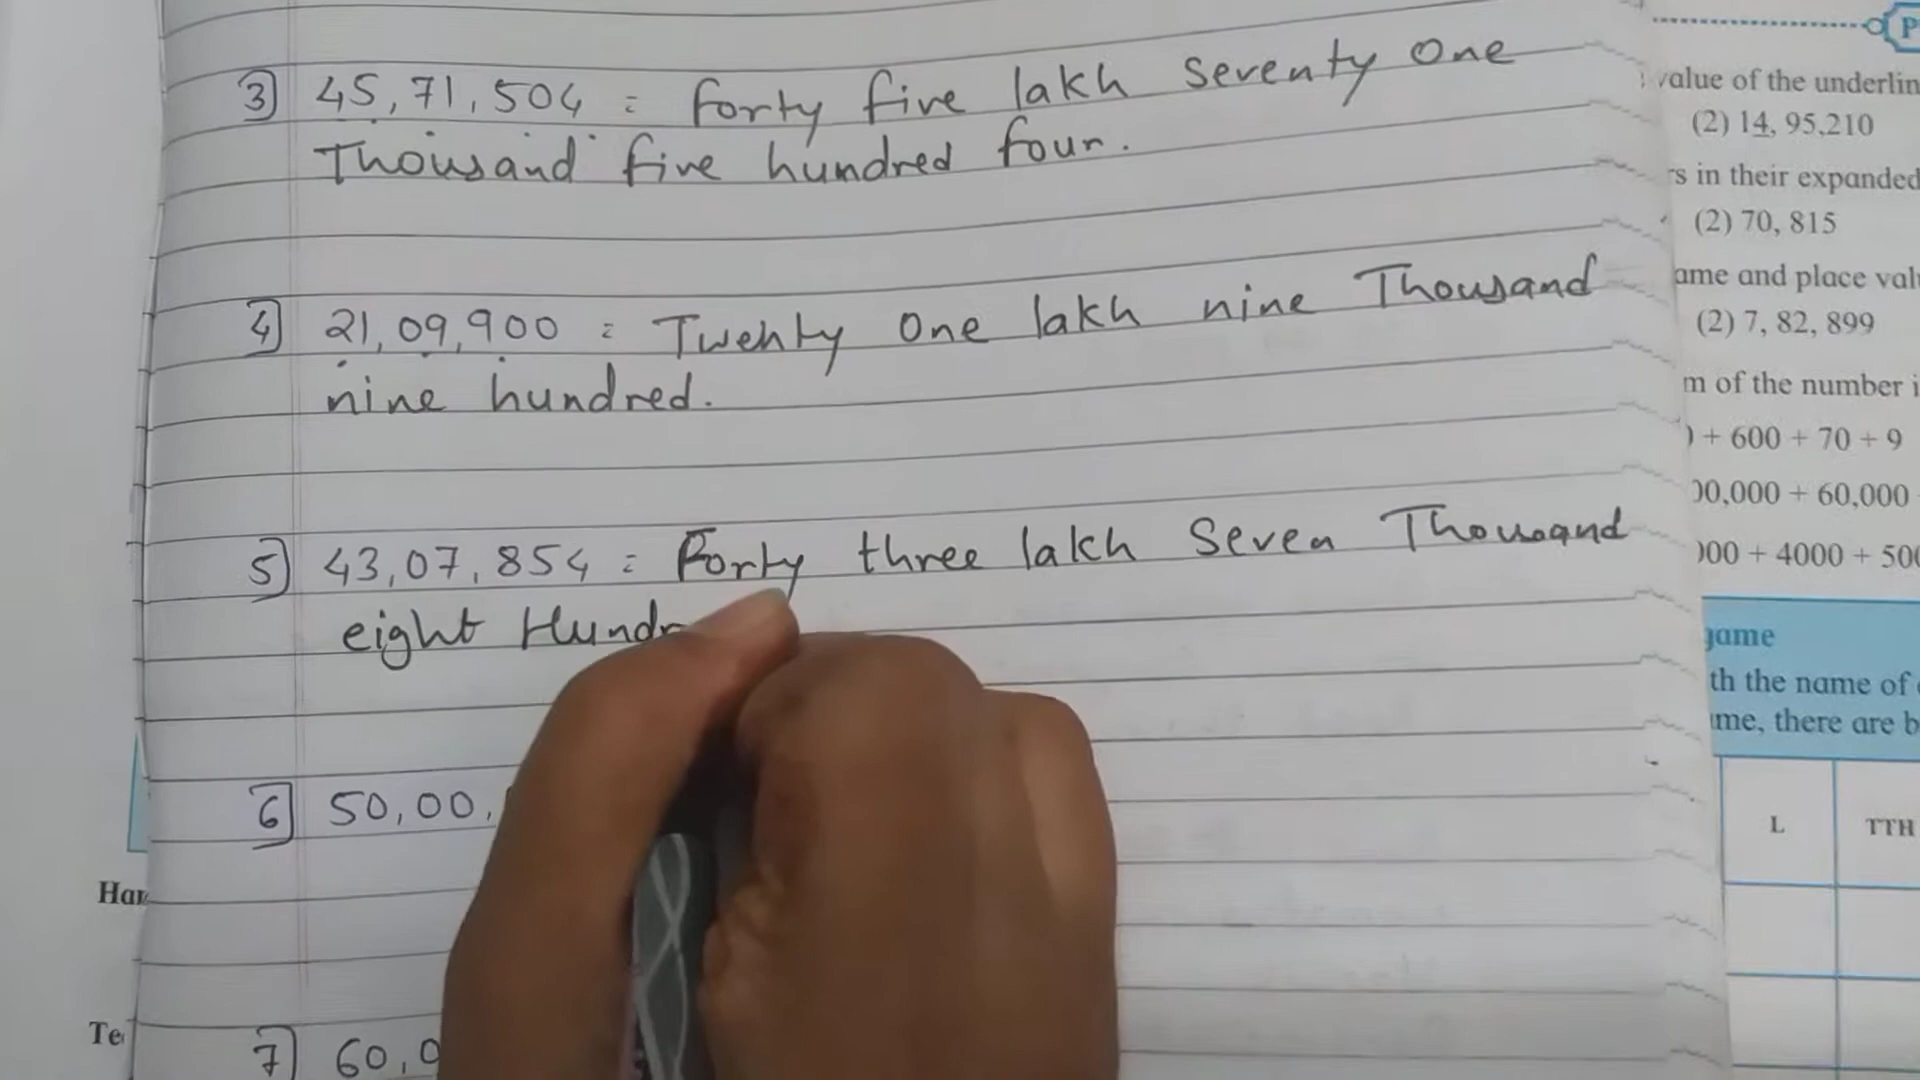 3) 45,71,504 = Forty five lakh seventy one
Thousand five hundred four.
4) 21,09,900 = Twenty One lakh nine Thousand
nine hundred.
5) 43,07,854 = Forty three lakh Seven Thousand
eight Hundr
6) 50,00,
7) 60,0
P
value of the underlin
(2) 14, 95,210
s in their expanded
(2) 70, 815
ame and place val
(2) 7, 82, 899
m of the number i
) + 600 + 70 + 9
00,000 + 60,000
000 + 4000 + 500
game
th the name of
me, there are b
L TTH
Har
Te